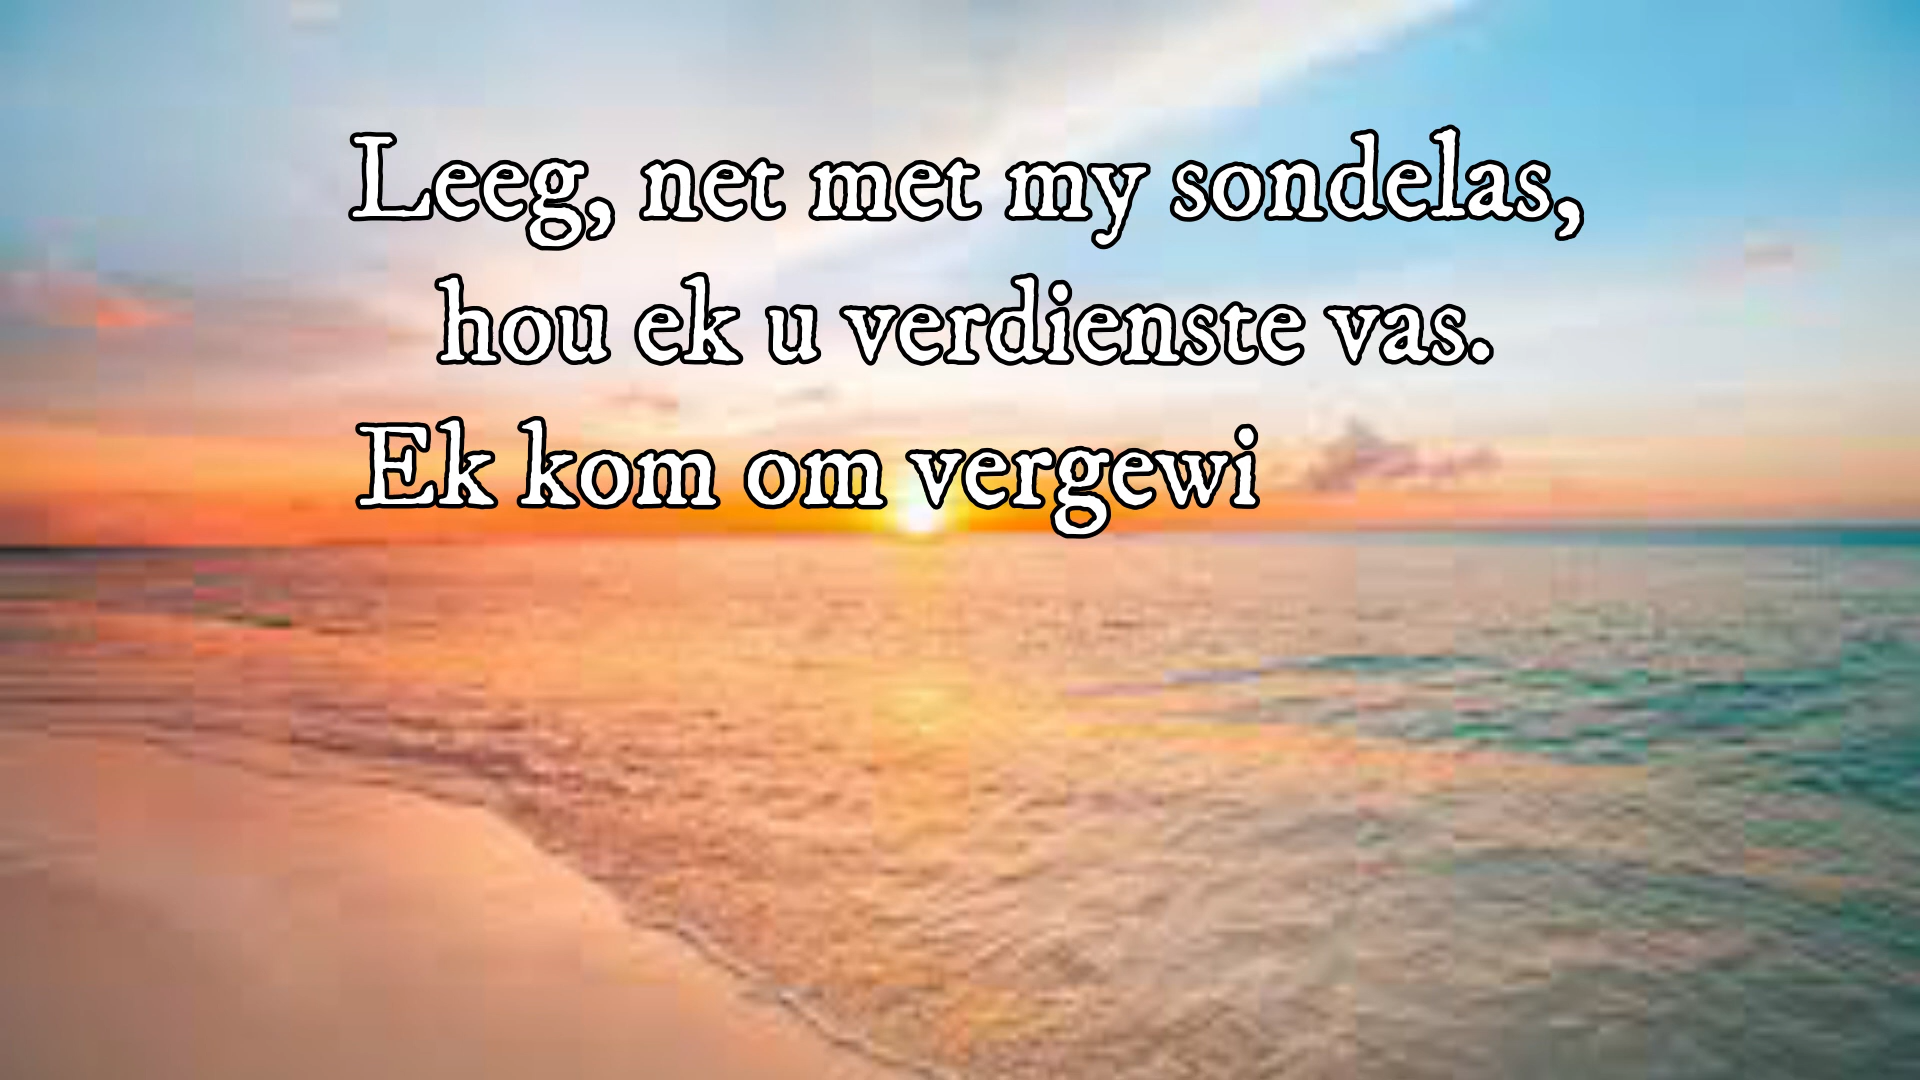 Leeg, net met my sondelas,
hou ek u verdienste vas.
Ek kom om vergewi